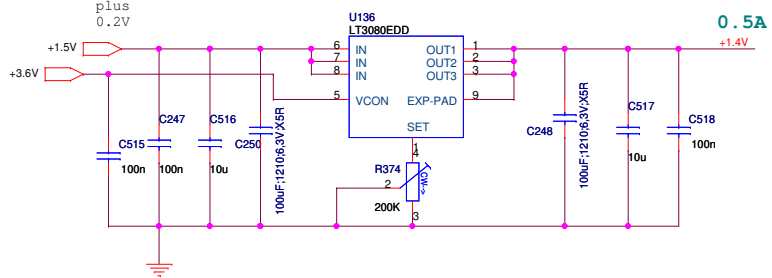 plus
0.2V
U136
LT3080EDD
0.5A
+1.5V
+1.4V
+3.6V
6 IN OUT1 1
7 IN OUT2 2
8 IN OUT3 3
5 VCON EXP-PAD 9
SET
C515
100n
C247
100n
C516
10u
C250
100uF;1210;6,3V;X5R
1
4
R374
CW->
2
200K
3
C248
100uF;1210;6,3V;X5R
C517
10u
C518
100n